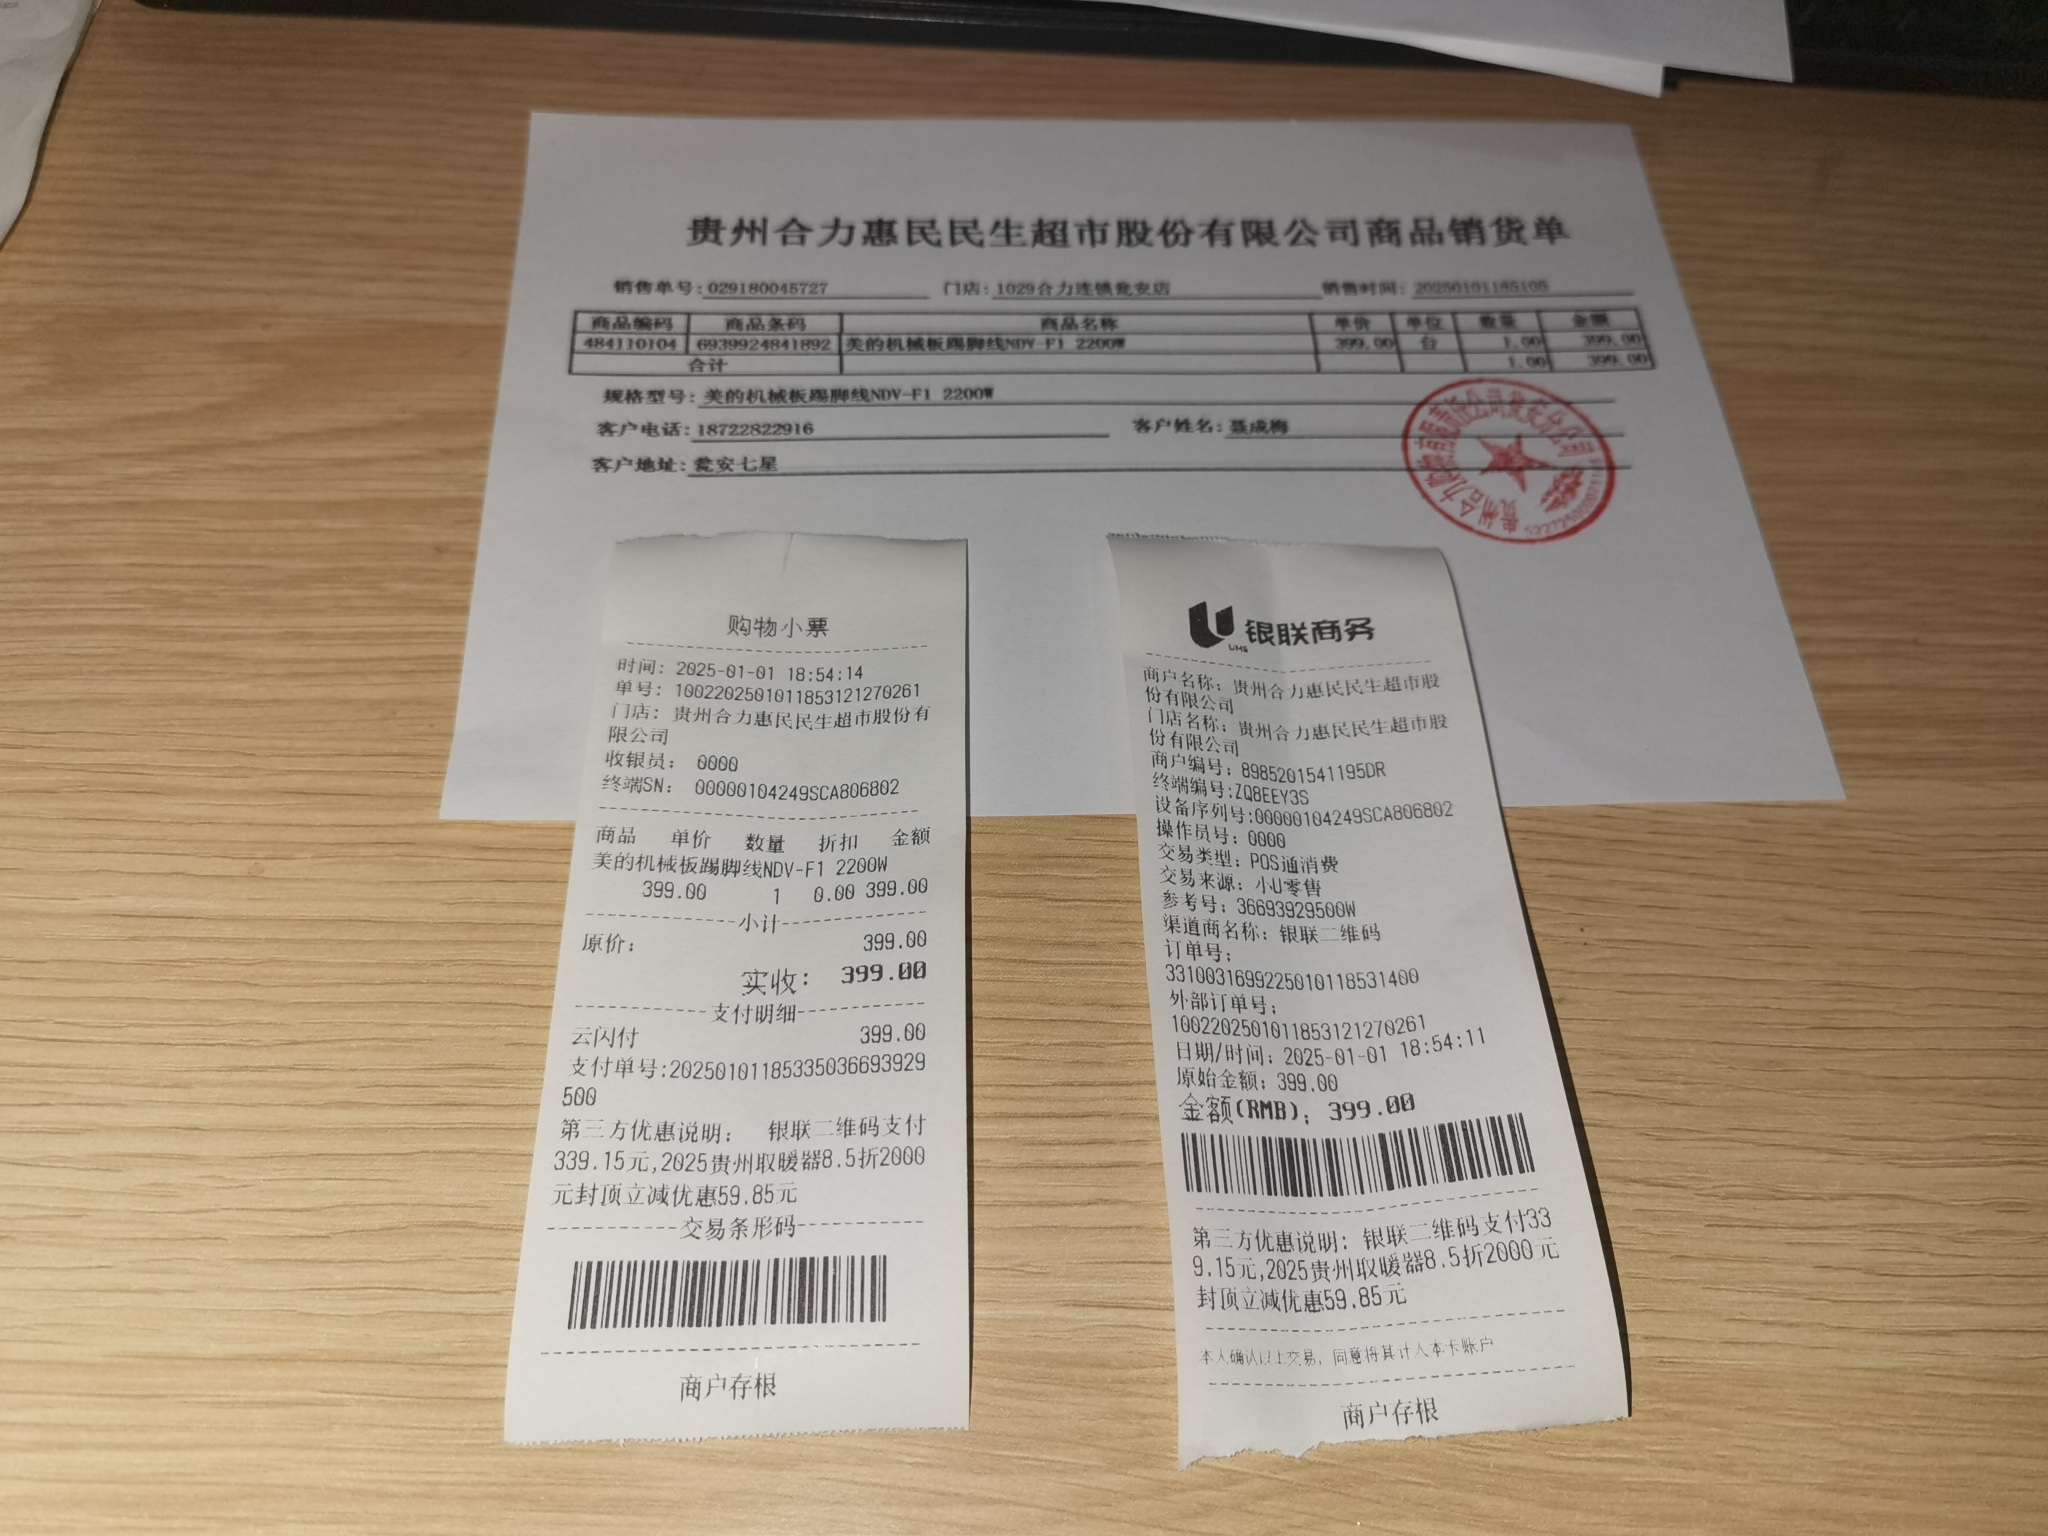 贵州合力惠民民生超市股份有限公司商品销货单
销售单号:029180045727 门店:1029合力连锁瓮安店 销售时间:20250101185105
商品编码 商品条码 商品名称 单价 单位 数量 金额
484110104 6939924841892 美的机械板踢脚线NDV-F1 2200W 399.00 台 1.00 399.00
合计 1.00 399.00
规格型号:美的机械板踢脚线NDV-F1 2200W
客户电话:18722822916 客户姓名:聂成梅
客户地址:瓮安七星
购物小票
时间: 2025-01-01 18:54:14
单号: 1002202501011853121270261
门店: 贵州合力惠民民生超市股份有
限公司
收银员: 0000
终端SN: 00000104249SCA806802
商品 单价 数量 折扣 金额
美的机械板踢脚线NDV-F1 2200W
399.00 1 0.00 399.00
小计
原价: 399.00
实收: 399.00
支付明细
云闪付 399.00
支付单号:202501011853350366939​29
500
第三方优惠说明: 银联二维码支付
339.15元,2025贵州取暖器8.5折2000
元封顶立减优惠59.85元
交易条形码
商户存根
UMS 银联商务
商户名称: 贵州合力惠民民生超市股
份有限公司
门店名称: 贵州合力惠民民生超市股
份有限公司
商户编号: 8985201541195DR
终端编号:ZQ8EEY3S
设备序列号:00000104249SCA806802
操作员号: 0000
交易类型: POS通消费
交易来源: 小U零售
参考号: 36693929500W
渠道商名称: 银联二维码
订单号:
3310031699225010118531400
外部订单号:
1002202501011853121270261
日期/时间: 2025-01-01 18:54:11
原始金额: 399.00
金额(RMB): 399.00
第三方优惠说明: 银联二维码支付33
9.15元,2025贵州取暖器8.5折2000元
封顶立减优惠59.85元
本人确认以上交易, 同意将其计入本卡账户
商户存根